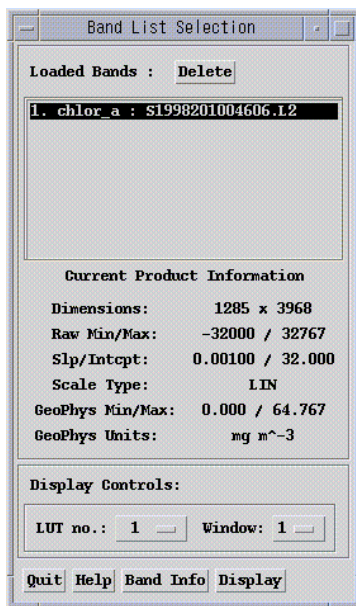 Band List Selection
Loaded Bands : Delete
1. chlor_a : S1998201004606.L2
Current Product Information
Dimensions: 1285 x 3968
Raw Min/Max: -32000 / 32767
Slp/Intcpt: 0.00100 / 32.000
Scale Type: LIN
GeoPhys Min/Max: 0.000 / 64.767
GeoPhys Units: mg m^-3
Display Controls:
LUT no.: 1 Window: 1
Quit Help Band Info Display